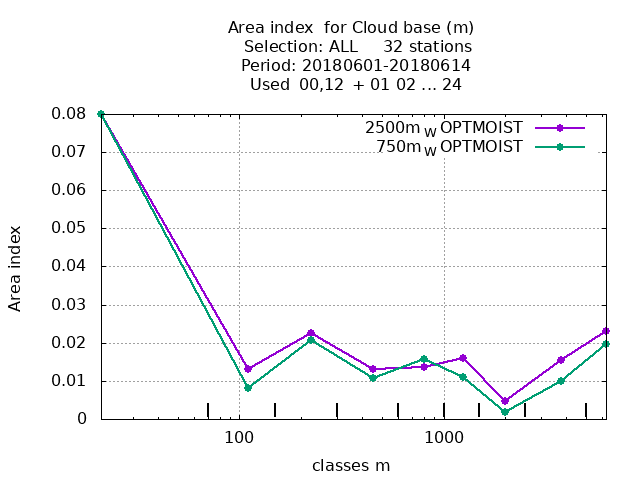 Area index  for Cloud base (m)
Selection: ALL     32 stations
Period: 20180601-20180614
Used  00,12  + 01 02 ... 24
2500m W OPTMOIST
750m W OPTMOIST
0.08
0.07
0.06
0.05
0.04
0.03
0.02
0.01
0
Area index
100 1000
classes m